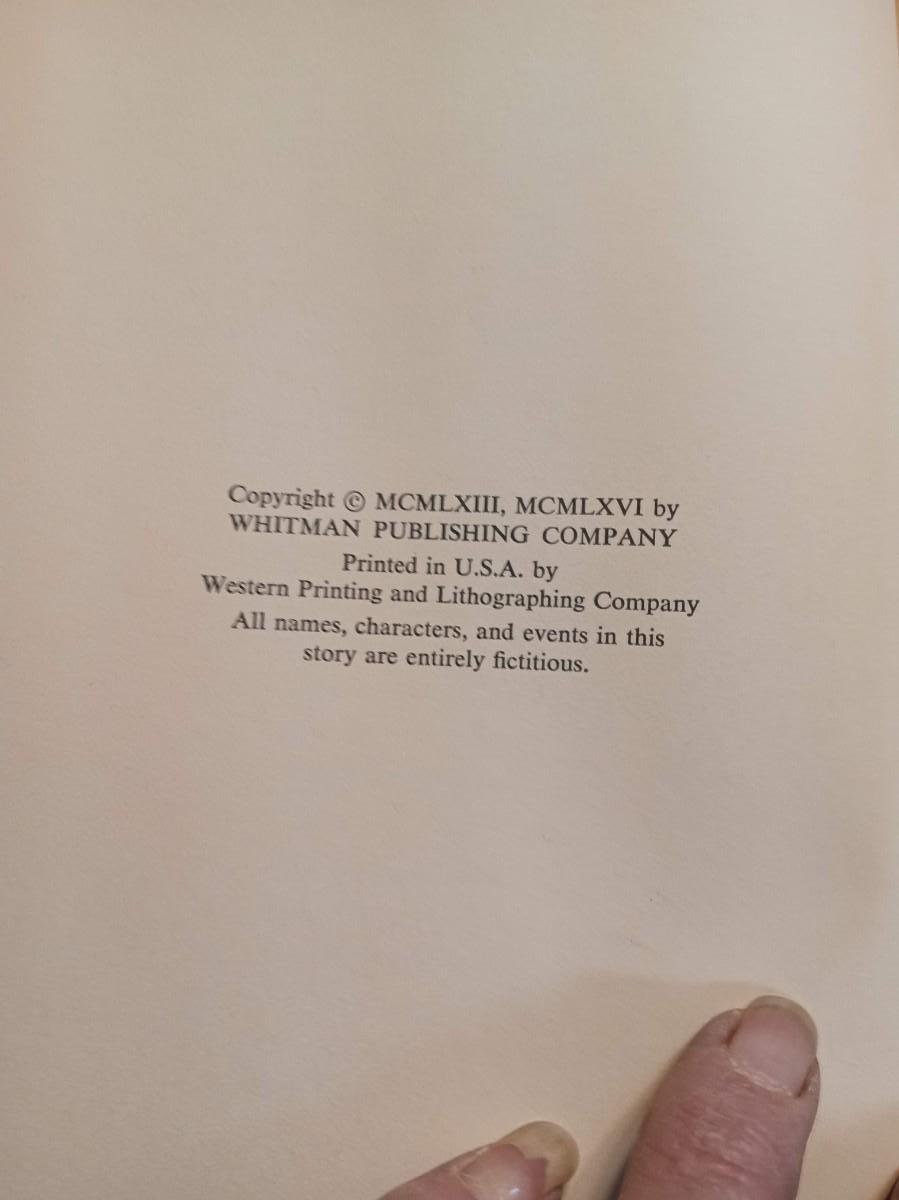 Copyright © MCMLXIII, MCMLXVI by
WHITMAN PUBLISHING COMPANY
Printed in U.S.A. by
Western Printing and Lithographing Company
All names, characters, and events in this
story are entirely fictitious.